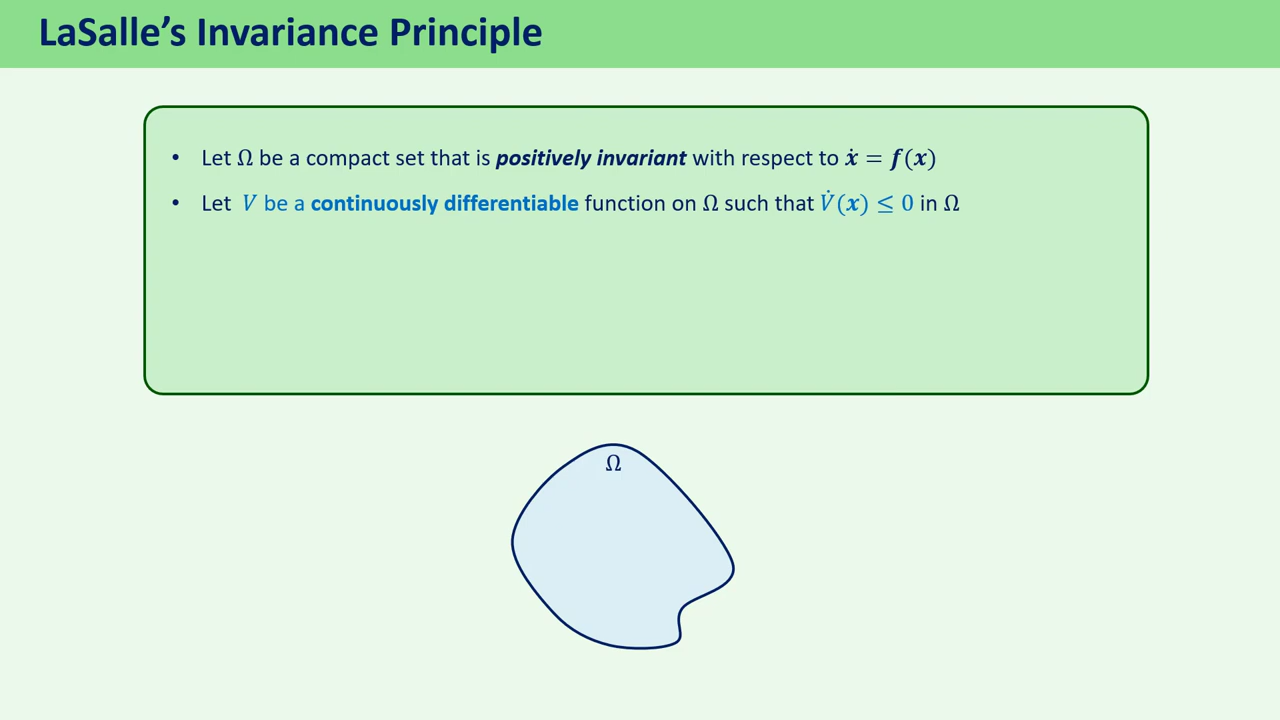 LaSalle’s Invariance Principle
• Let Ω be a compact set that is positively invariant with respect to ẋ = f(x)
• Let V be a continuously differentiable function on Ω such that V̇(x) ≤ 0 in Ω
Ω